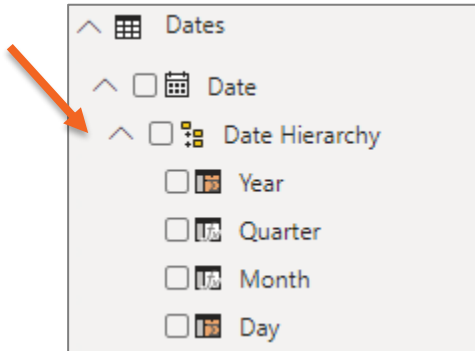 Dates
Date
Date Hierarchy
Year
Quarter
Month
Day